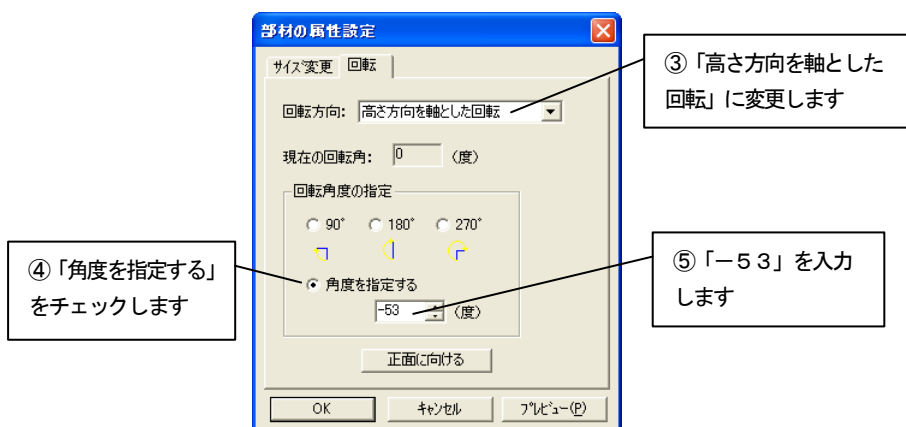 部材の属性設定
サイズ変更 回転
回転方向: 高さ方向を軸とした回転
現在の回転角: 0 (度)
回転角度の指定
90° 180° 270°
角度を指定する
-53 (度)
正面に向ける
OK キャンセル プレビュー(P)
③「高さ方向を軸とした
回転」に変更します
④「角度を指定する」
をチェックします
⑤「－５３」を入力
します